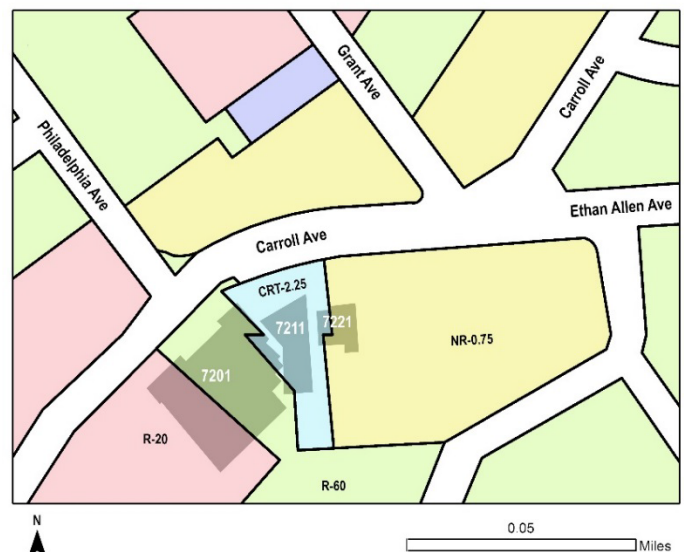 Grant Ave
Carroll Ave
Philadelphia Ave
Ethan Allen Ave
Carroll Ave
CRT-2.25
7211
7221
NR-0.75
7201
R-20
R-60
N
0.05
Miles